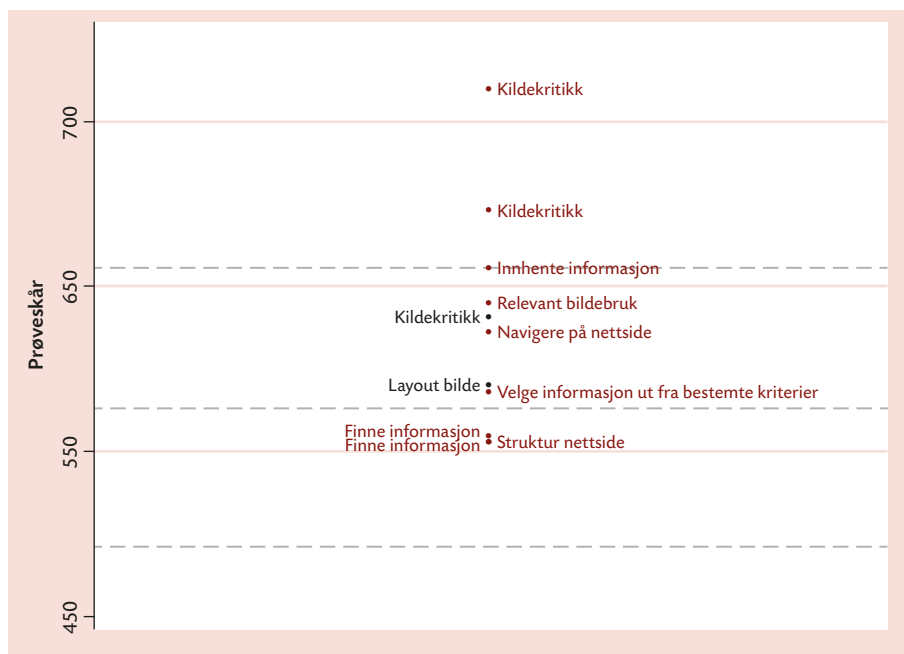 Kildekritikk
700
Kildekritikk
Innhente informasjon
650
Relevant bildebruk
Kildekritikk
Navigere på nettside
Prøveskår
Layout bilde
Velge informasjon ut fra bestemte kriterier
Finne informasjon
Struktur nettside
Finne informasjon
550
450